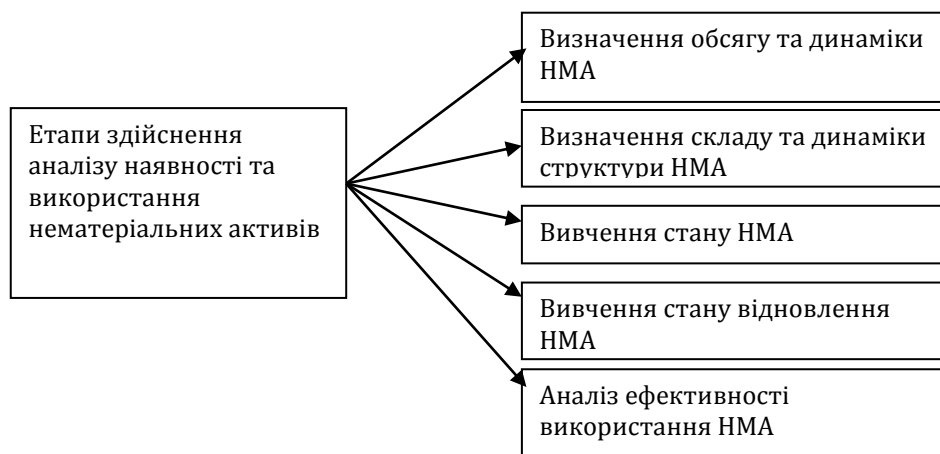 Етапи здійснення
аналізу наявності та
використання
нематеріальних активів
Визначення обсягу та динаміки
НМА
Визначення складу та динаміки
структури НМА
Вивчення стану НМА
Вивчення стану відновлення
НМА
Аналіз ефективності
використання НМА